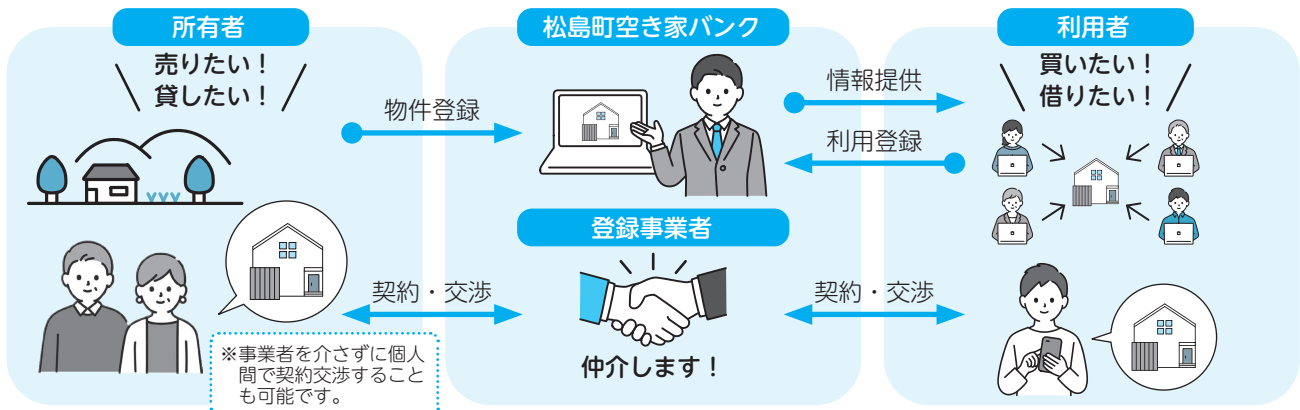 所有者
売りたい！
貸したい！
物件登録
松島町空き家バンク
情報提供
利用登録
利用者
買いたい！
借りたい！
登録事業者
契約・交渉
仲介します！
契約・交渉
※事業者を介さずに個人
間で契約交渉すること
も可能です。